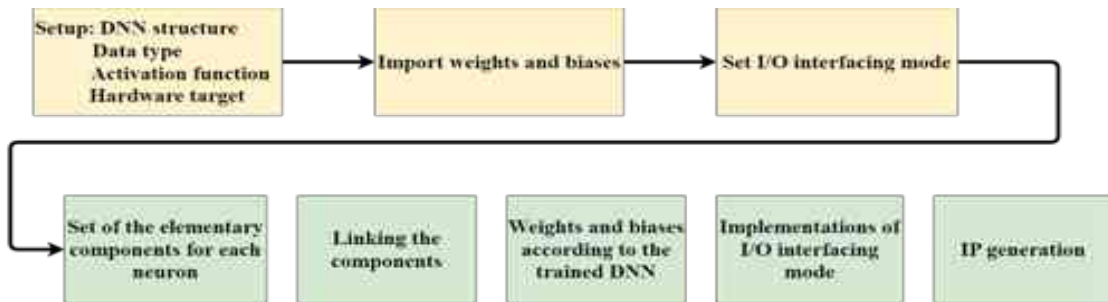 Setup: DNN structure
Data type
Activation function
Hardware target
Import weights and biases
Set I/O interfacing mode
Set of the elementary
components for each
neuron
Linking the
components
Weights and biases
according to the
trained DNN
Implementations of
I/O interfacing
mode
IP generation